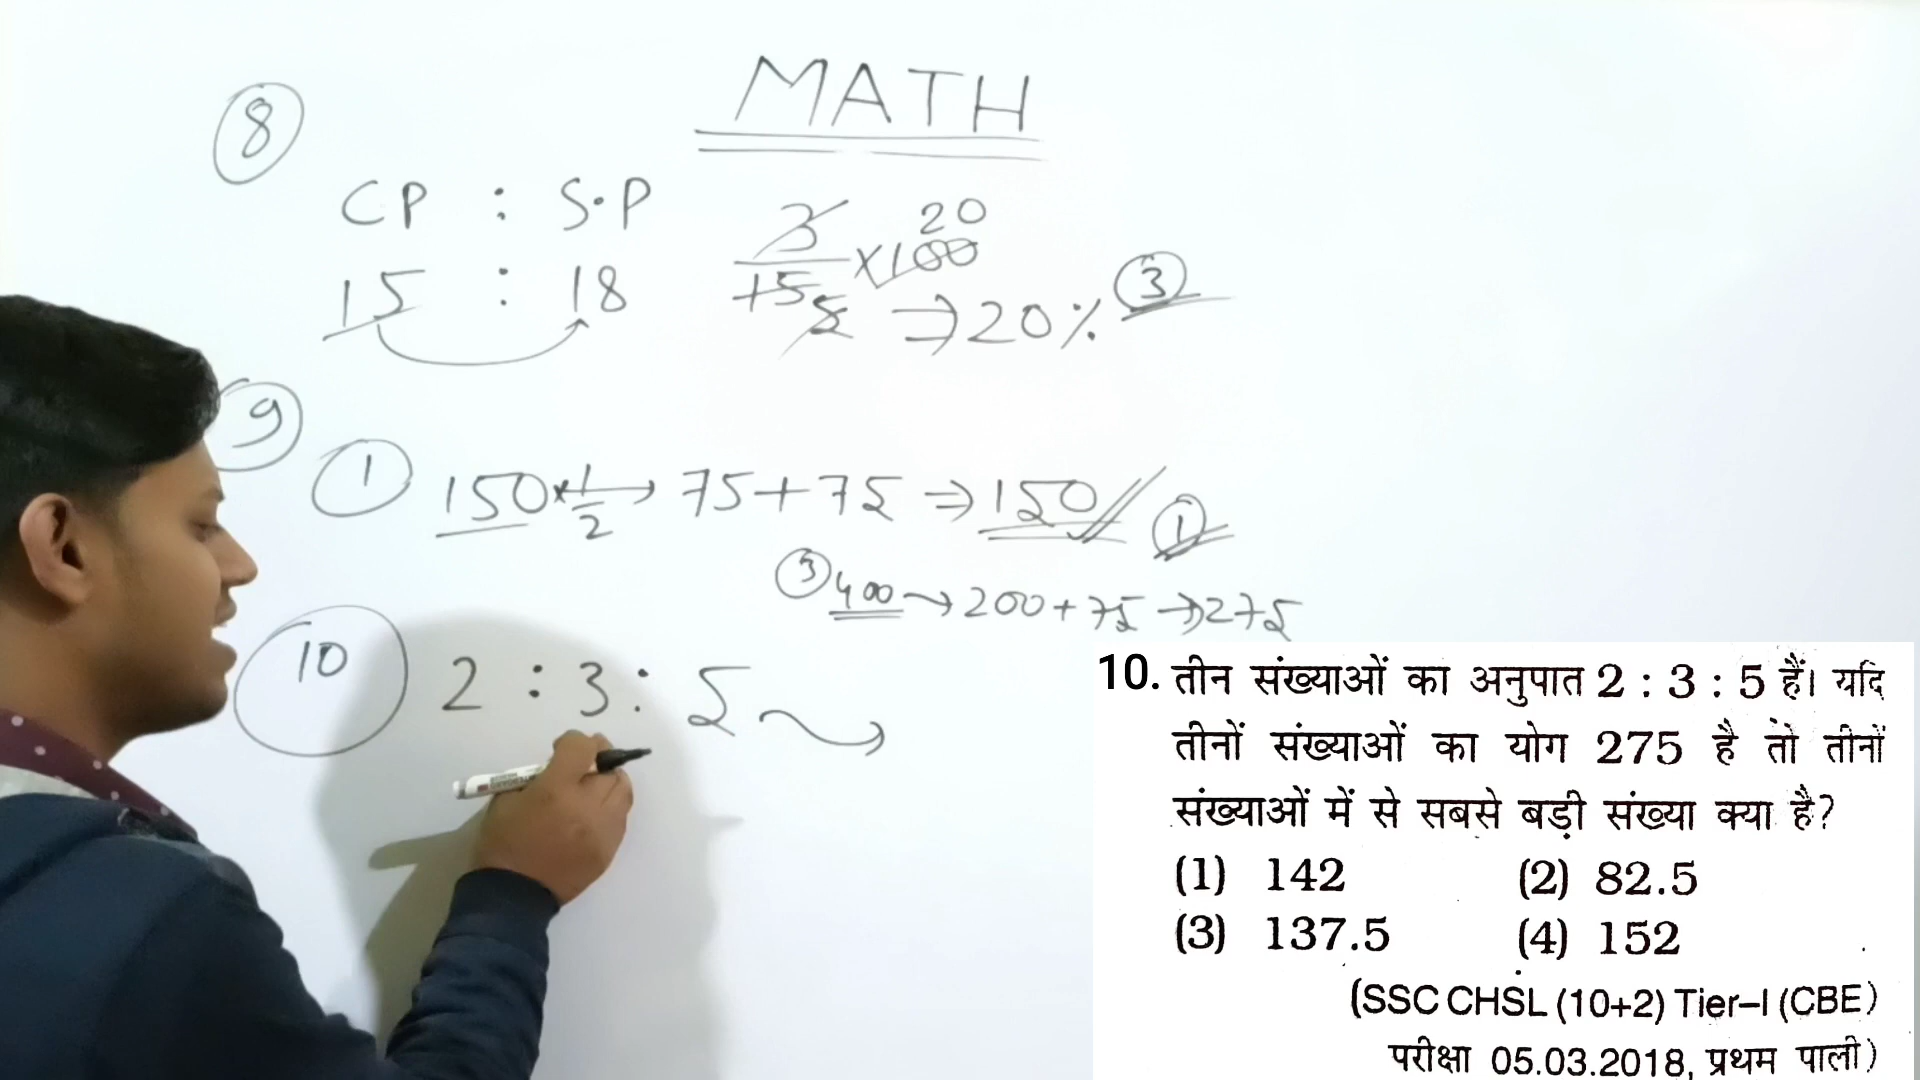 MATH
8
CP : S.P
15 : 18
3/15 5 × 100 20
⇒ 20% 3
9
1 150 × 1/2 → 75 + 75 ⇒ 150 1
3 400 → 200 + 75 → 275
10 2 : 3 : 5
10. तीन संख्याओं का अनुपात 2 : 3 : 5 हैं। यदि
तीनों संख्याओं का योग 275 है तो तीनों
संख्याओं में से सबसे बड़ी संख्या क्या है?
(1) 142 (2) 82.5
(3) 137.5 (4) 152
(SSC CHSL (10+2) Tier-I (CBE)
परीक्षा 05.03.2018, प्रथम पाली)